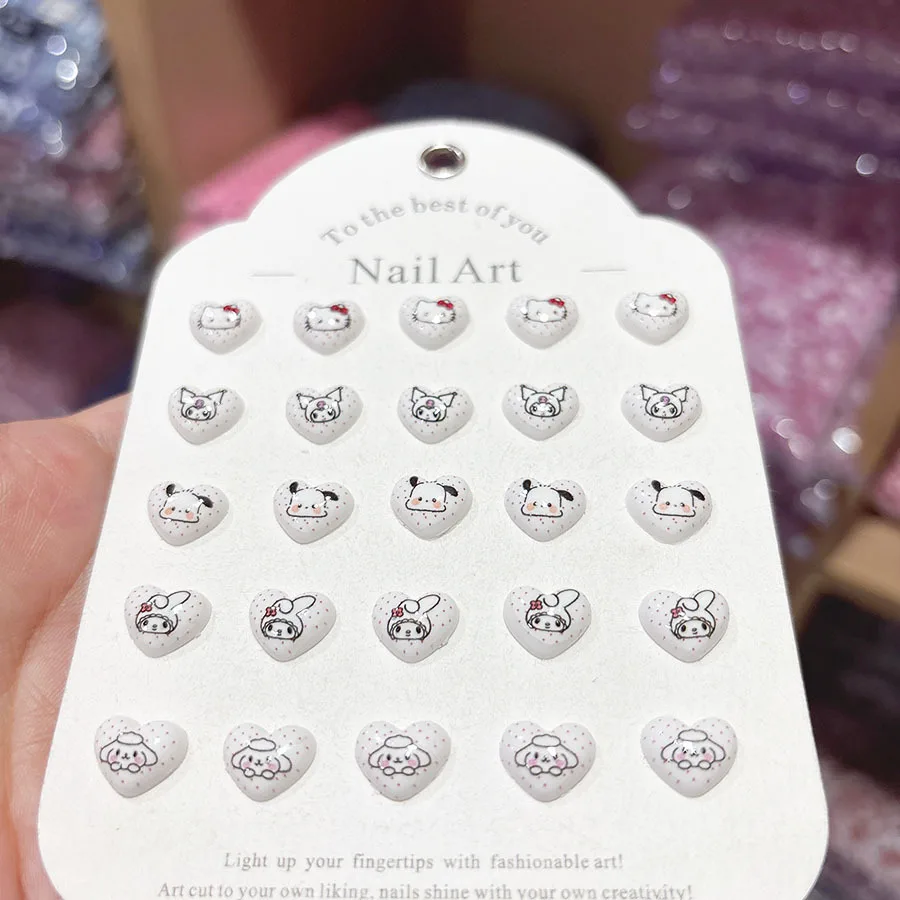 To the best of you
Nail Art
Light up your fingertips with fashionable art!
Art cut to your own liking, nails shine with your own creativity!